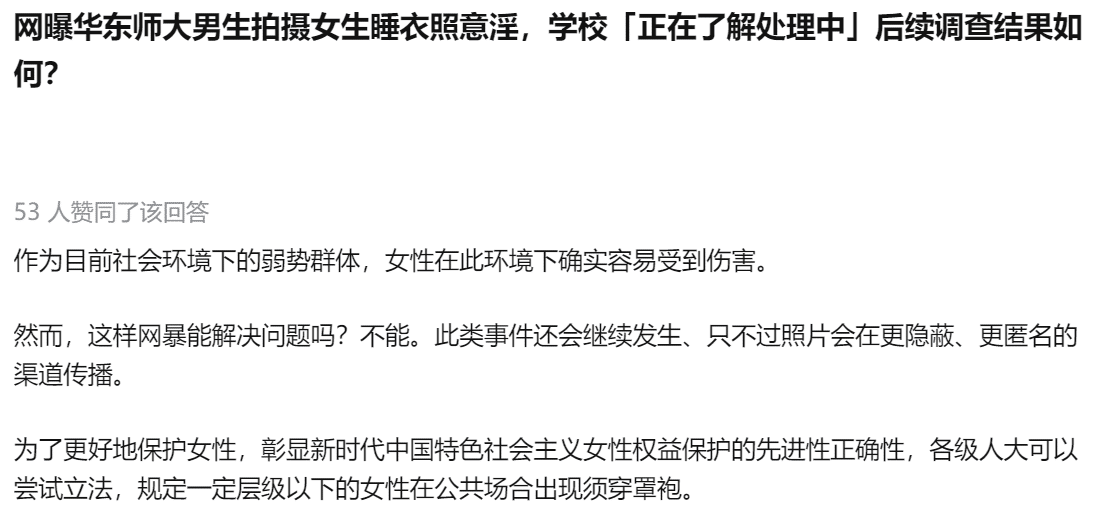 网曝华东师大男生拍摄女生睡衣照意淫，学校「正在了解处理中」后续调查结果如
何？
53 人赞同了该回答
作为目前社会环境下的弱势群体，女性在此环境下确实容易受到伤害。
然而，这样网暴能解决问题吗？不能。此类事件还会继续发生、只不过照片会在更隐蔽、更匿名的
渠道传播。
为了更好地保护女性，彰显新时代中国特色社会主义女性权益保护的先进性正确性，各级人大可以
尝试立法，规定一定层级以下的女性在公共场合出现须穿罩袍。